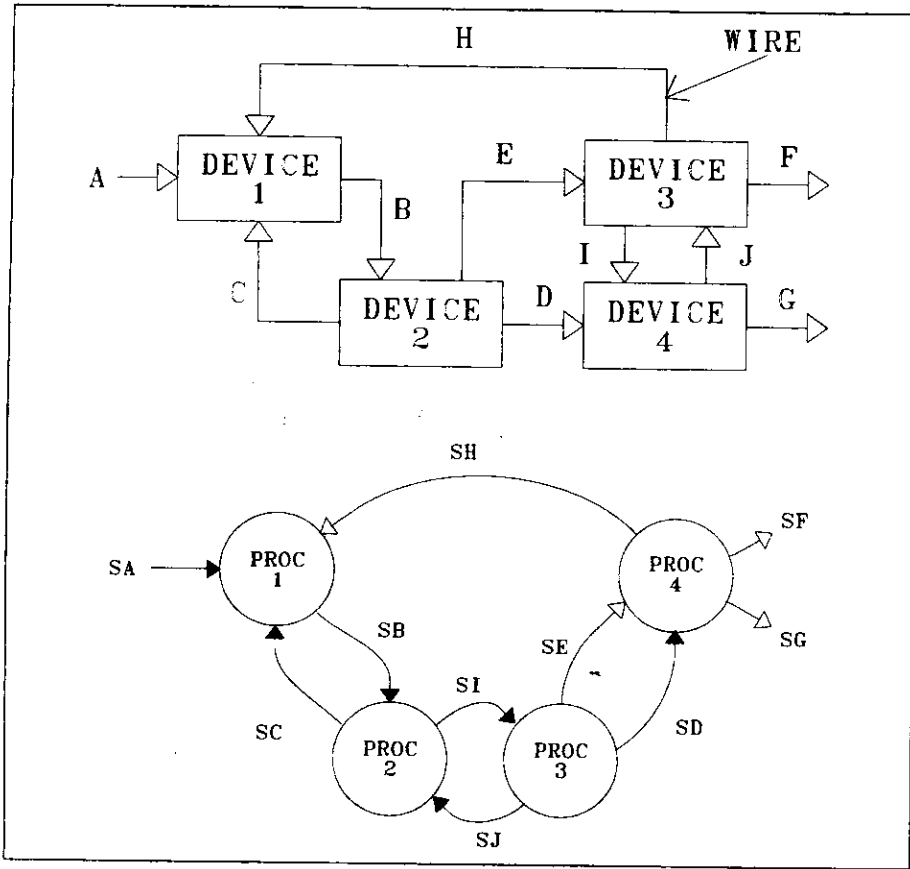 H
WIRE
A
DEVICE
1
B
E
DEVICE
3
F
C
DEVICE
2
D
I
J
DEVICE
4
G
SH
SA
PROC
1
SB
PROC
4
SF
SG
SE
SC
SI
SD
PROC
2
PROC
3
SJ